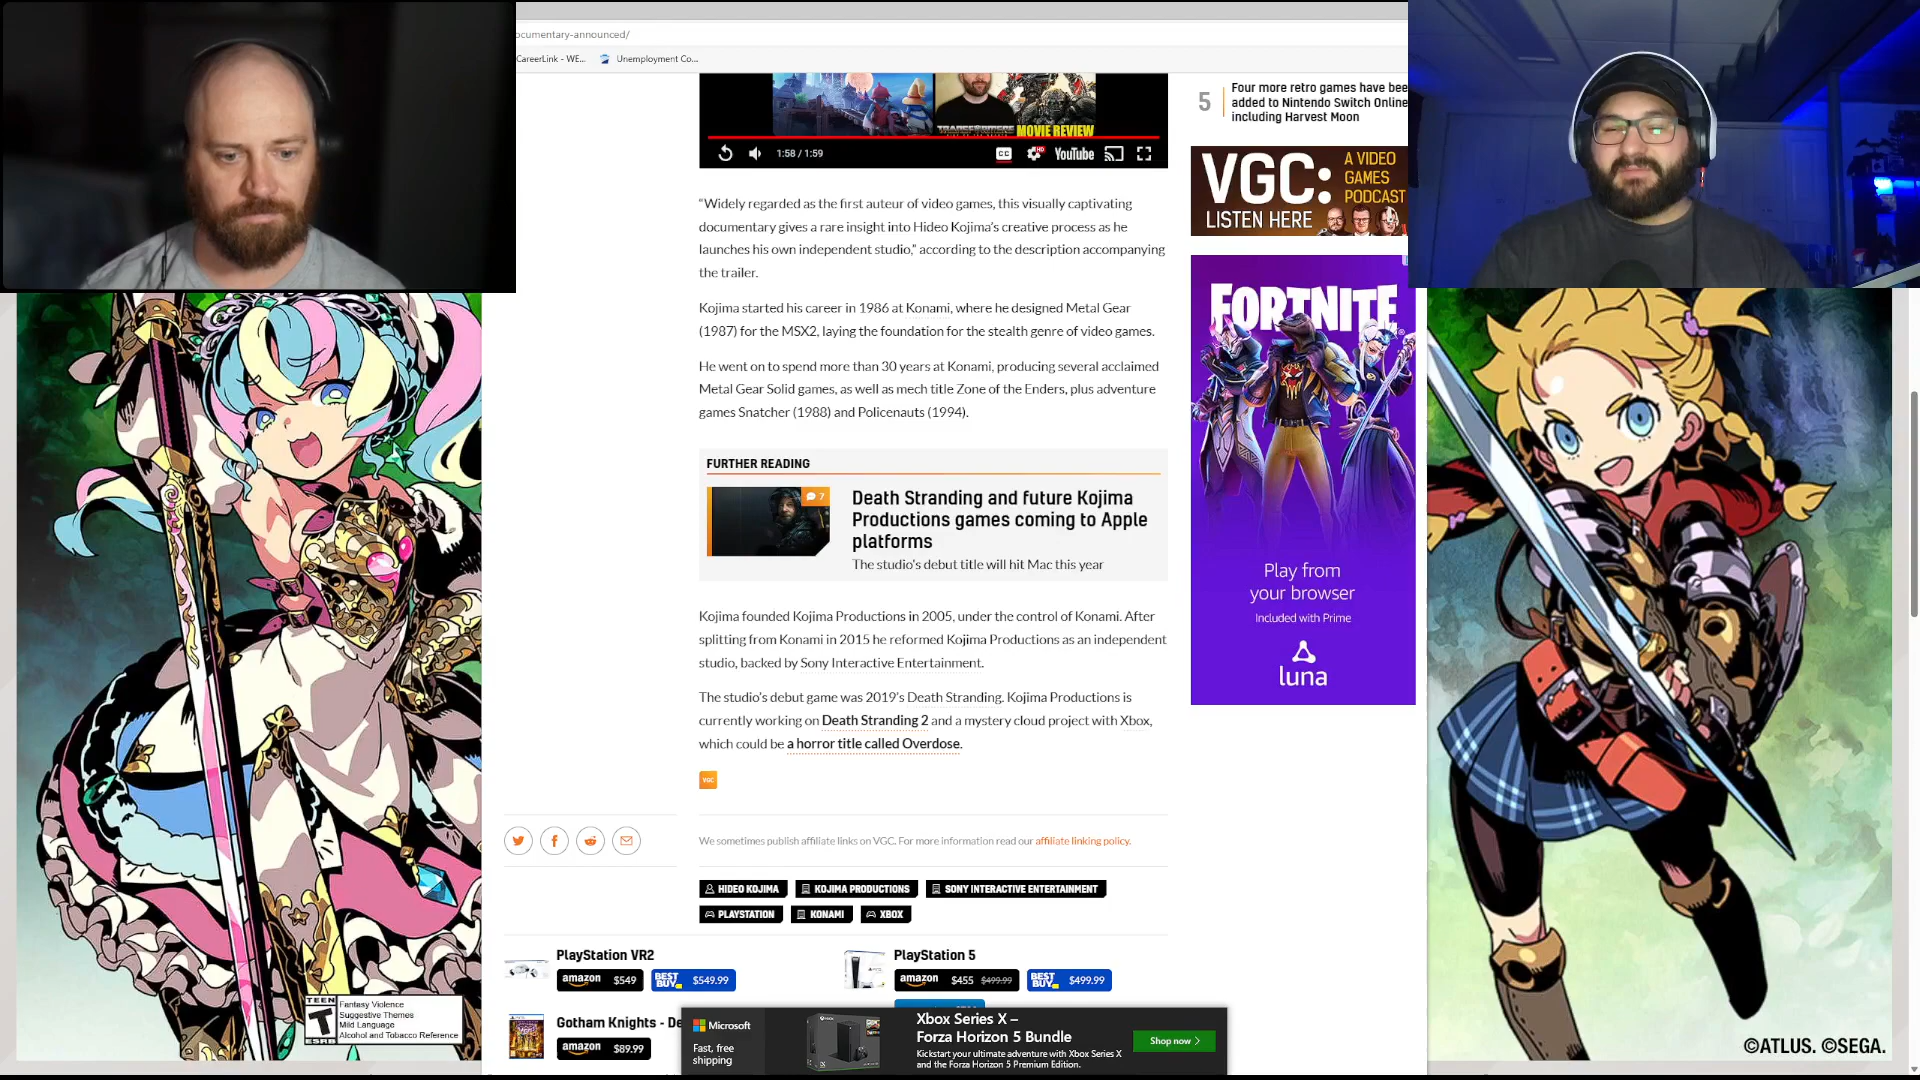 ocumentary-announced/
CareerLink - WE...
Unemployment Co...
MOVIE REVIEW
1:58 / 1:59
CC
HD
YouTube
“Widely regarded as the first auteur of video games, this visually captivating
documentary gives a rare insight into Hideo Kojima’s creative process as he
launches his own independent studio,” according to the description accompanying
the trailer.
Kojima started his career in 1986 at Konami, where he designed Metal Gear
(1987) for the MSX2, laying the foundation for the stealth genre of video games.
He went on to spend more than 30 years at Konami, producing several acclaimed
Metal Gear Solid games, as well as mech title Zone of the Enders, plus adventure
games Snatcher (1988) and Policenauts (1994).
FURTHER READING
7
Death Stranding and future Kojima
Productions games coming to Apple
platforms
The studio’s debut title will hit Mac this year
Kojima founded Kojima Productions in 2005, under the control of Konami. After
splitting from Konami in 2015 he reformed Kojima Productions as an independent
studio, backed by Sony Interactive Entertainment.
The studio’s debut game was 2019’s Death Stranding. Kojima Productions is
currently working on Death Stranding 2 and a mystery cloud project with Xbox,
which could be a horror title called Overdose.
VGC
We sometimes publish affiliate links on VGC. For more information read our affiliate linking policy.
HIDEO KOJIMA
KOJIMA PRODUCTIONS
SONY INTERACTIVE ENTERTAINMENT
PLAYSTATION
KONAMI
XBOX
PlayStation VR2
amazon $549
BEST BUY $549.99
PlayStation 5
amazon $455 $499.99
BEST BUY $499.99
Gotham Knights - De
amazon $89.99
Microsoft
Fast, free
shipping
Xbox Series X –
Forza Horizon 5 Bundle
Kickstart your ultimate adventure with Xbox Series X
and the Forza Horizon 5 Premium Edition.
Shop now
5
Four more retro games have bee
added to Nintendo Switch Online
including Harvest Moon
VGC:
LISTEN HERE
A VIDEO
GAMES
PODCAST
FORTNITE
Play from
your browser
Included with Prime
luna
TEEN
T
ESRB
Fantasy Violence
Suggestive Themes
Mild Language
Alcohol and Tobacco Reference
©ATLUS. ©SEGA.